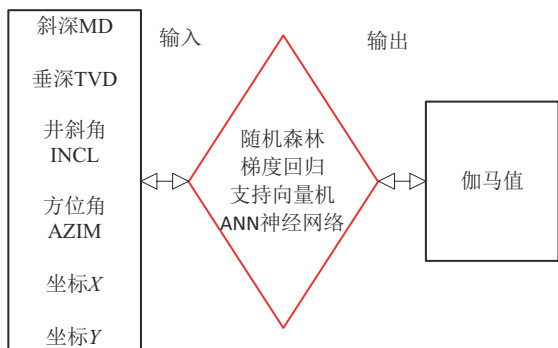 斜深MD
垂深TVD
井斜角
INCL
方位角
AZIM
坐标X
坐标Y
输入
随机森林
梯度回归
支持向量机
ANN神经网络
输出
伽马值